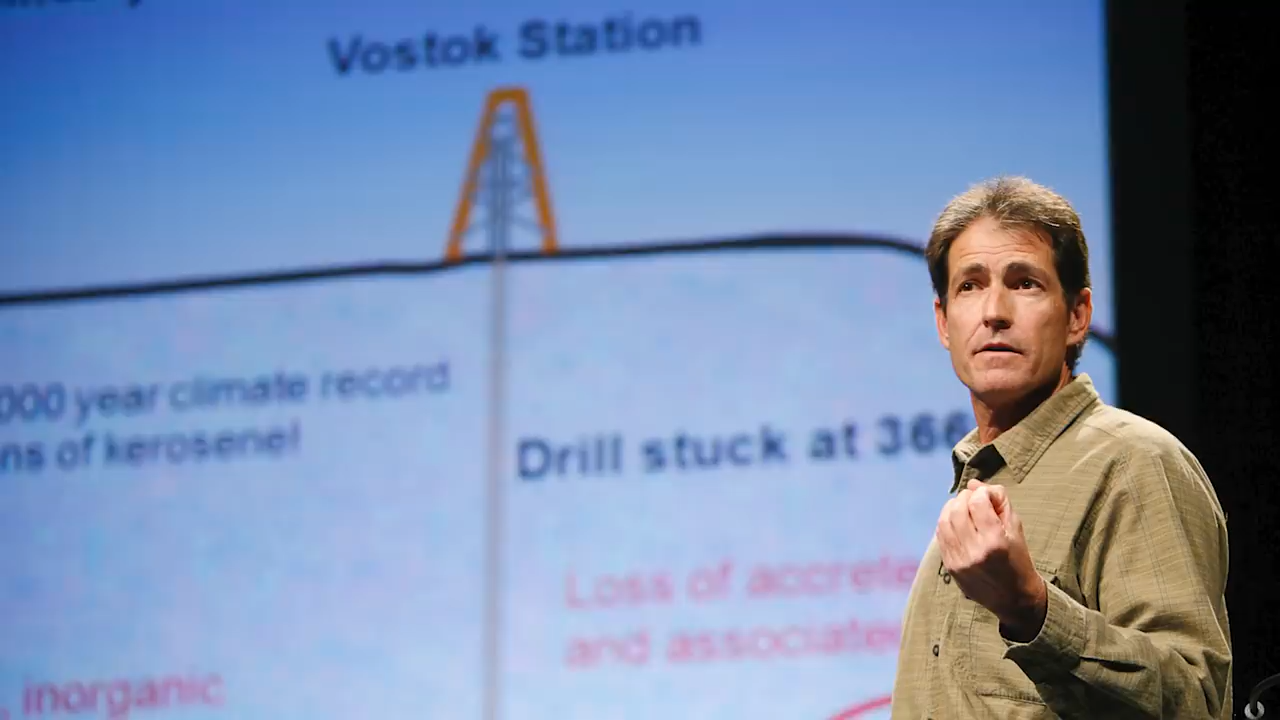 Vostok Station
000 year climate record
ns of kerosene!
Drill stuck at 366
Loss of accrete
and associate
inorganic